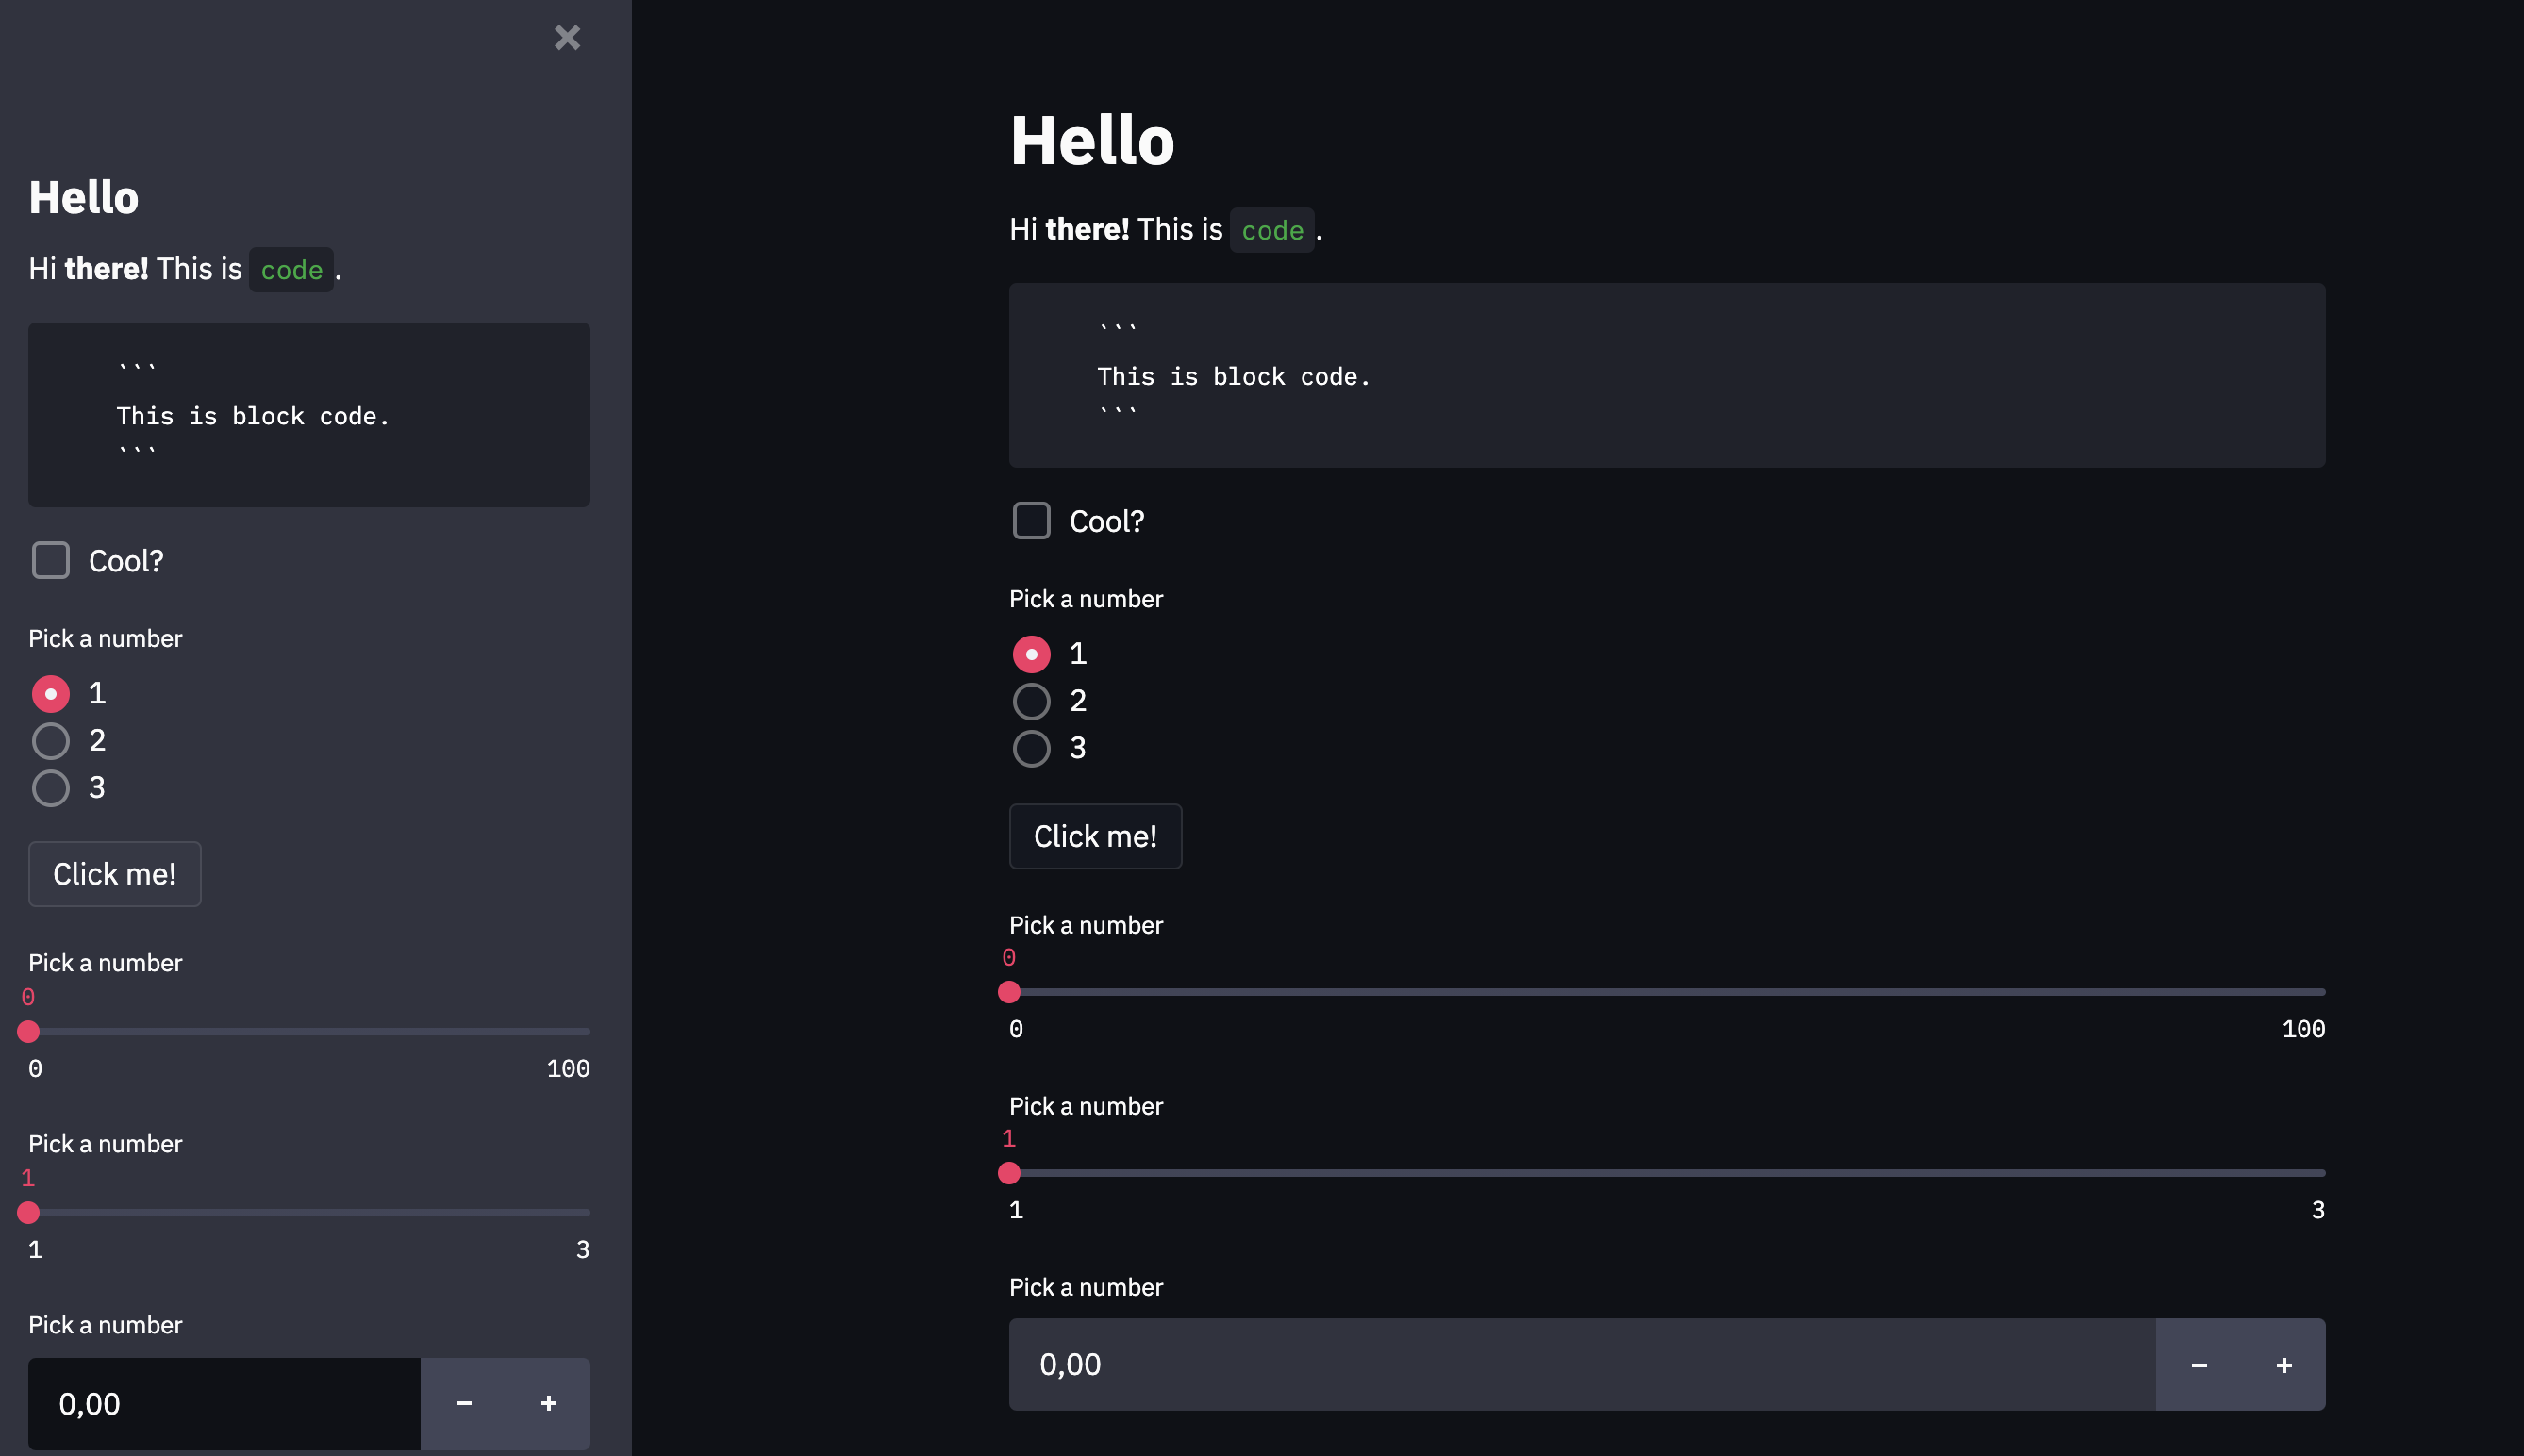 Hello
Hi there! This is code .
```
This is block code.
```
Cool?
Pick a number
1
2
3
Click me!
Pick a number
0
0 100
Pick a number
1
1 3
Pick a number
0,00 − +
Hello
Hi there! This is code .
```
This is block code.
```
Cool?
Pick a number
1
2
3
Click me!
Pick a number
0
0 100
Pick a number
1
1 3
Pick a number
0,00 − +